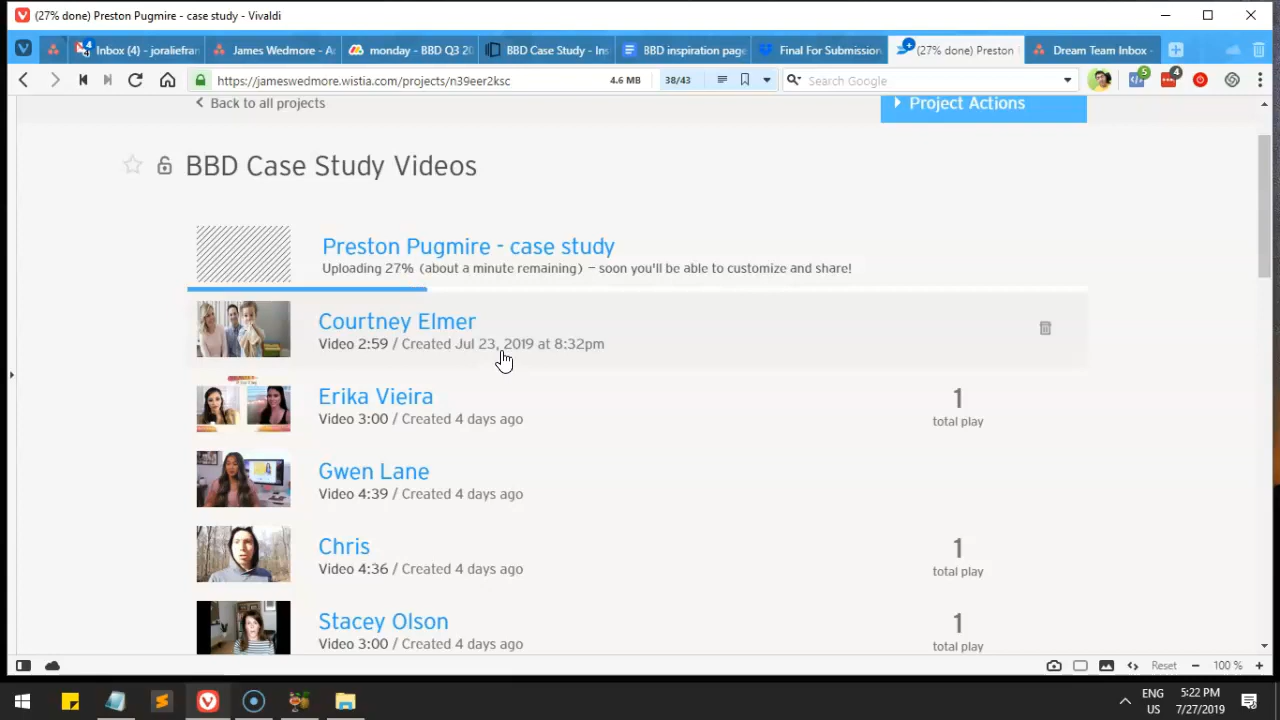 (27% done) Preston Pugmire - case study - Vivaldi
4 Inbox (4) - joraliefran
James Wedmore - A
monday - BBD Q3 20
BBD Case Study - Ins
BBD inspiration page
Final For Submission
(27% done) Preston
Dream Team Inbox -
https://jameswedmore.wistia.com/projects/n39eer2ksc
4.6 MB
38/43
Search Google
5
4
Back to all projects
Project Actions
BBD Case Study Videos
Preston Pugmire - case study
Uploading 27% (about a minute remaining) – soon you'll be able to customize and share!
Courtney Elmer
Video 2:59 / Created Jul 23, 2019 at 8:32pm
Erika Vieira
Video 3:00 / Created 4 days ago
1
total play
Gwen Lane
Video 4:39 / Created 4 days ago
Chris
Video 4:36 / Created 4 days ago
1
total play
Stacey Olson
Video 3:00 / Created 4 days ago
1
total play
Reset
100 %
ENG
US
5:22 PM
7/27/2019